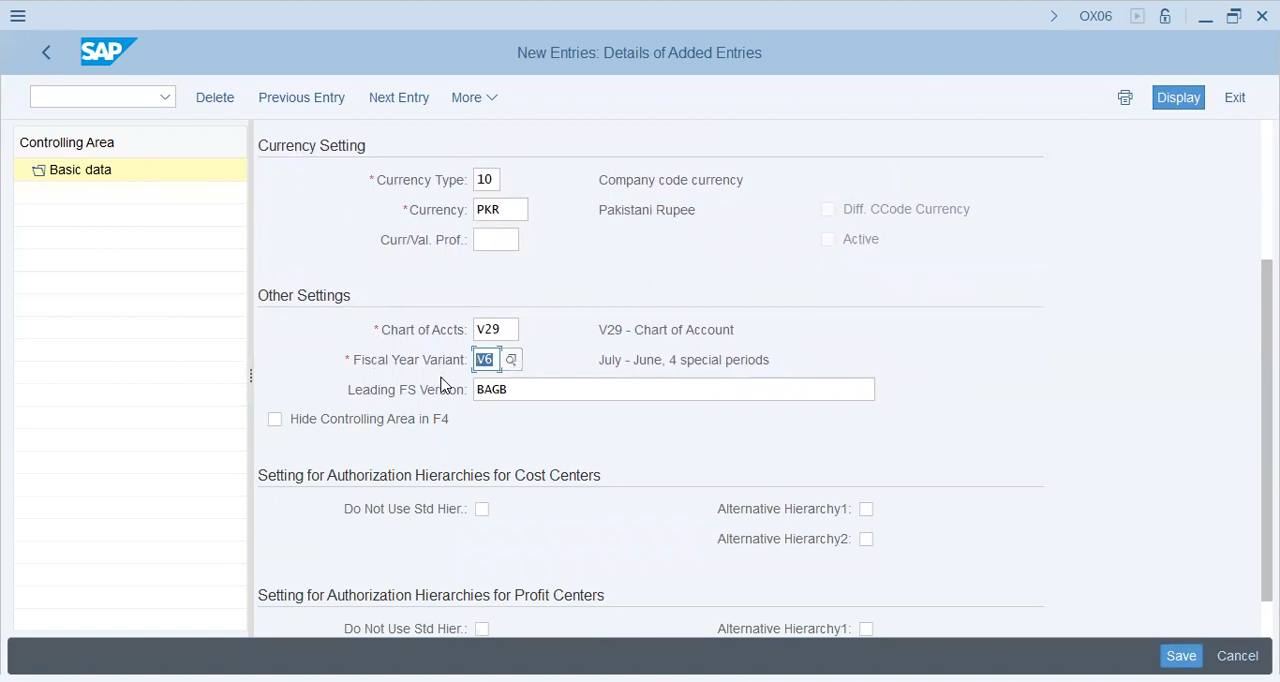 OX06
SAP
New Entries: Details of Added Entries
Delete Previous Entry Next Entry More Display Exit
Controlling Area
Basic data
Currency Setting
*Currency Type: 10 Company code currency
*Currency: PKR Pakistani Rupee Diff. CCode Currency
Curr/Val. Prof.: Active
Other Settings
*Chart of Accts: V29 V29 - Chart of Account
*Fiscal Year Variant: V6 July - June, 4 special periods
Leading FS Version: BAGB
Hide Controlling Area in F4
Setting for Authorization Hierarchies for Cost Centers
Do Not Use Std Hier.: Alternative Hierarchy1:
Alternative Hierarchy2:
Setting for Authorization Hierarchies for Profit Centers
Do Not Use Std Hier.: Alternative Hierarchy1:
Save Cancel